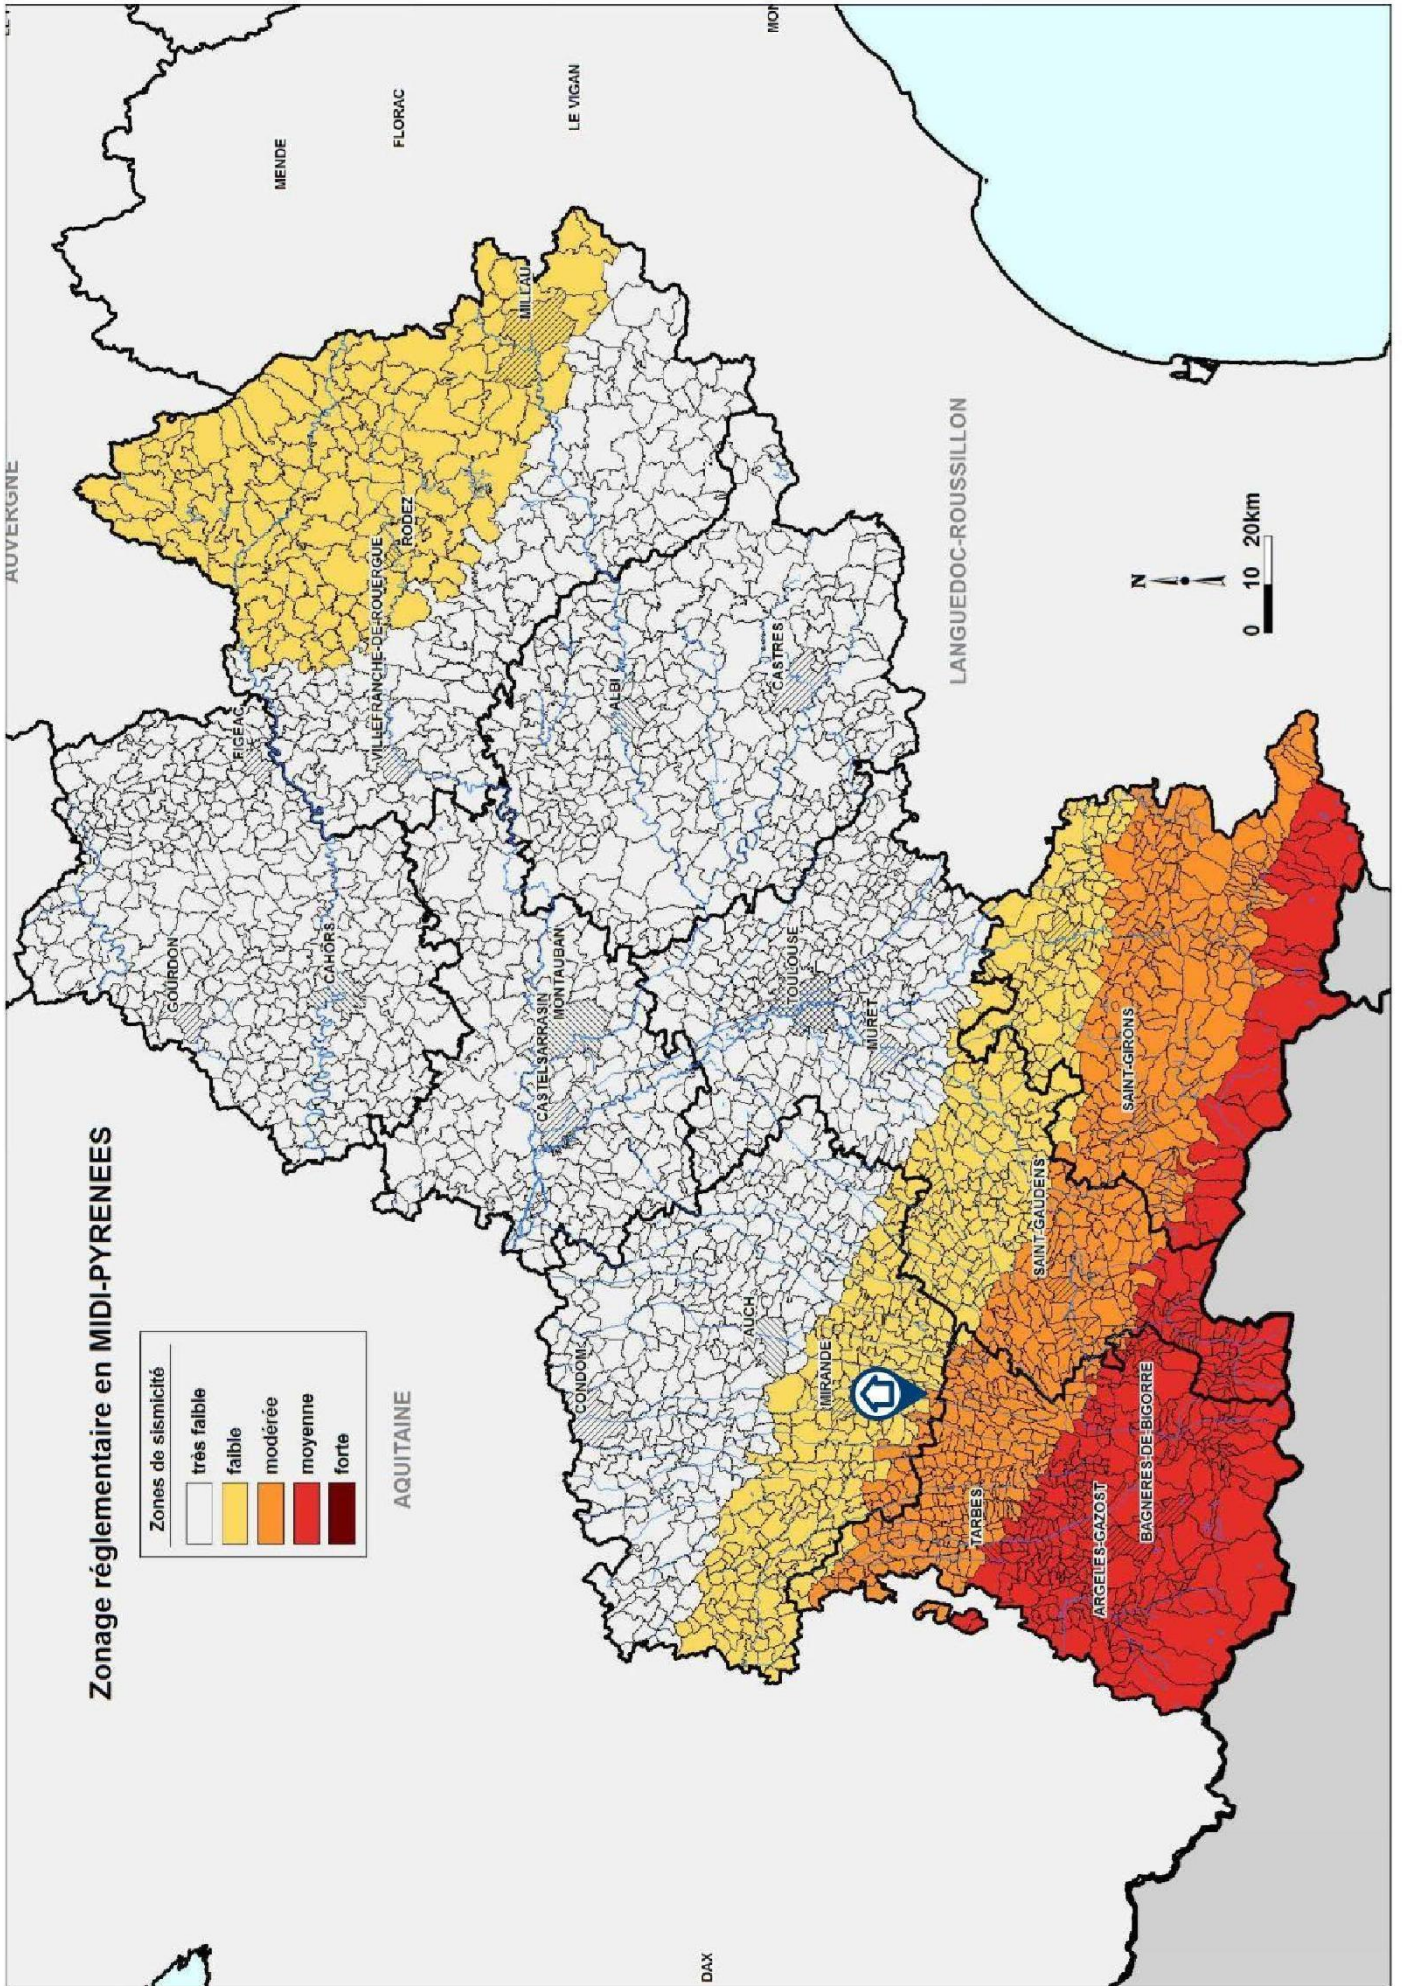 Zonage réglementaire en MIDI-PYRENEES
Zones de sismicité
très faible
faible
modérée
moyenne
forte
AUVERGNE
AQUITAINE
LANGUEDOC-ROUSSILLON
MENDE
FLORAC
LE VIGAN
GOURDON
FIGEAC
CAHORS
VILLEFRANCHE-DE-ROUERGUE
RODEZ
MILLAU
CASTELSARRASIN
MONTAUBAN
ALBI
CASTRES
CONDOM
AUCH
MIRANDE
TOULOUSE
MURET
DAX
TARBES
SAINT-GAUDENS
SAINT-GIRONS
ARGELES-GAZOST
BAGNERES-DE-BIGORRE
N
0 10 20km